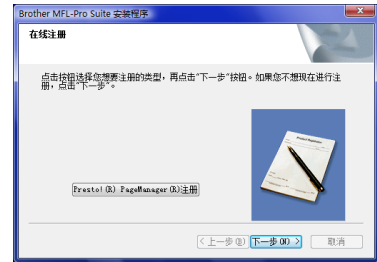 Brother MFL-Pro Suite 安装程序
在线注册
点击按钮选择您想要注册的类型，再点击“下一步”按钮。如果您不想现在进行注
册，点击“下一步”。
Presto!(R) PageManager(R)注册
< 上一步(B)
下一步(N) >
取消